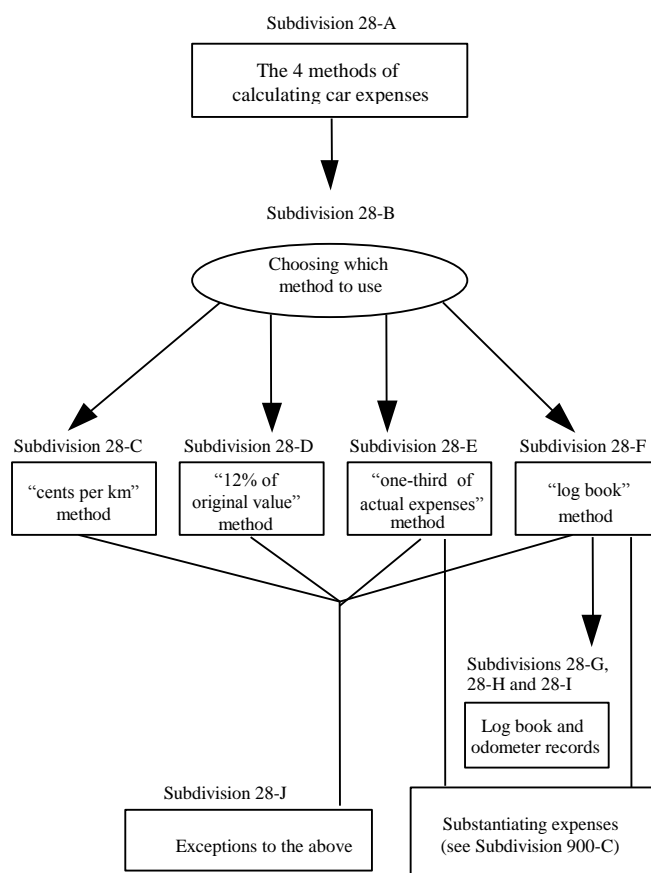 Subdivision 28-A
The 4 methods of
calculating car expenses
Subdivision 28-B
Choosing which
method to use
Subdivision 28-C
“cents per km”
method
Subdivision 28-D
“12% of
original value”
method
Subdivision 28-E
“one-third of
actual expenses”
method
Subdivision 28-F
“log book”
method
Subdivisions 28-G,
28-H and 28-I
Log book and
odometer records
Subdivision 28-J
Exceptions to the above
Substantiating expenses
(see Subdivision 900-C)